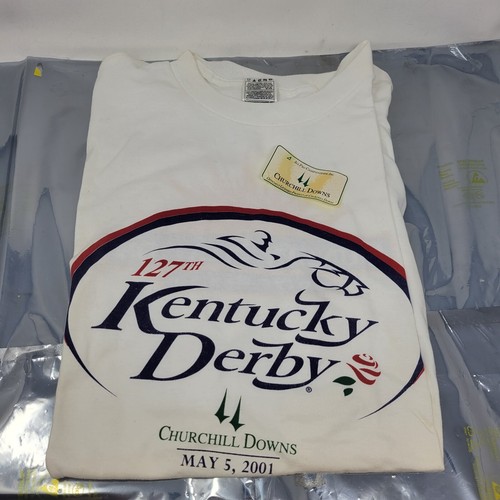 CHURCHILL DOWNS
127TH
Kentucky
Derby®
CHURCHILL DOWNS
MAY 5, 2001